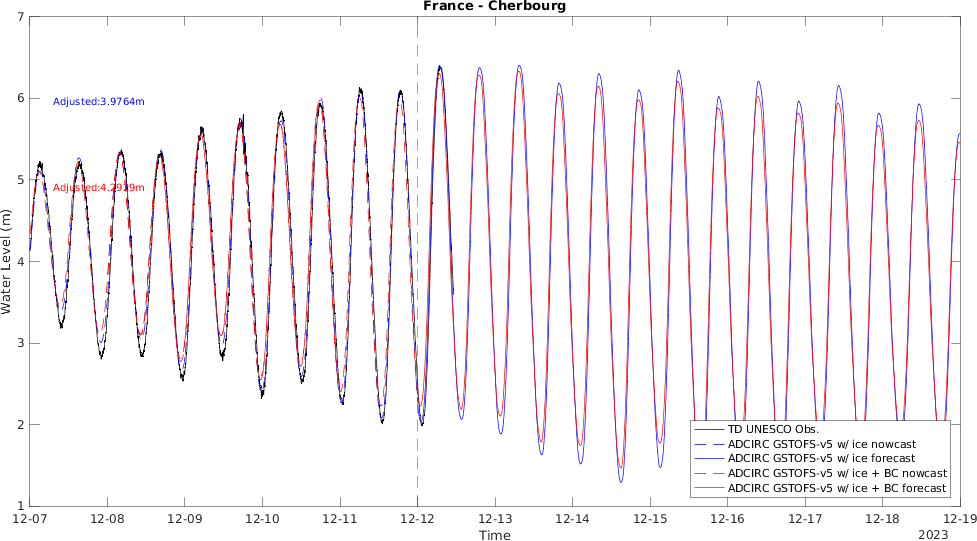 France - Cherbourg
7
6
5
4
3
2
1
Water Level (m)
Adjusted:3.9764m
Adjusted:4.2929m
TD UNESCO Obs.
ADCIRC GSTOFS-v5 w/ ice nowcast
ADCIRC GSTOFS-v5 w/ ice forecast
ADCIRC GSTOFS-v5 w/ ice + BC nowcast
ADCIRC GSTOFS-v5 w/ ice + BC forecast
12-07 12-08 12-09 12-10 12-11 12-12 12-13 12-14 12-15 12-16 12-17 12-18 12-19
Time
2023